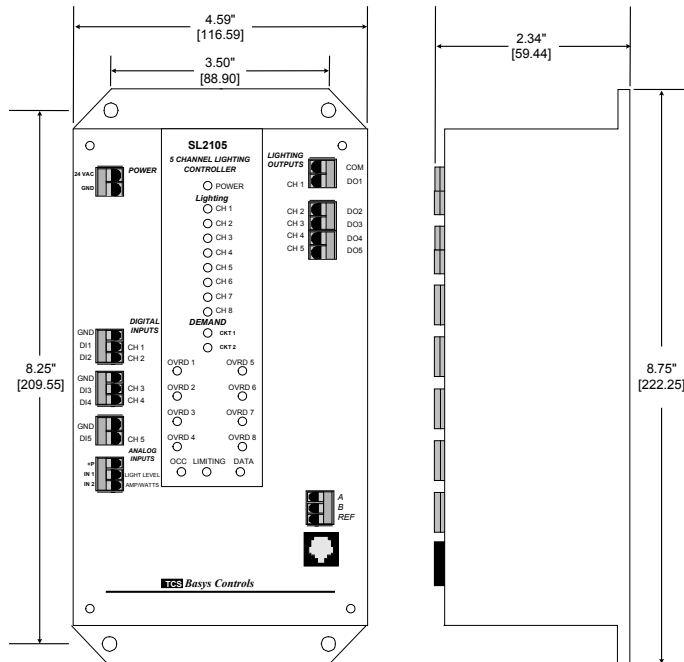 4.59"
[116.59]
3.50"
[88.90]
2.34"
[59.44]
8.25"
[209.55]
8.75"
[222.25]
SL2105
5 CHANNEL LIGHTING
CONTROLLER
POWER
Lighting
CH 1
CH 2
CH 3
CH 4
CH 5
CH 6
CH 7
CH 8
DEMAND
CKT 1
CKT 2
OVRD 1 OVRD 5
OVRD 2 OVRD 6
OVRD 3 OVRD 7
OVRD 4 OVRD 8
OCC LIMITING DATA
24 VAC POWER
GND
LIGHTING
OUTPUTS
COM
CH 1 DO1
CH 2 DO2
CH 3 DO3
CH 4 DO4
CH 5 DO5
DIGITAL
INPUTS
GND
DI1 CH 1
DI2 CH 2
GND
DI3 CH 3
DI4 CH 4
GND
DI5 CH 5
ANALOG
INPUTS
+P
IN 1 LIGHT LEVEL
IN 2 AMP/WATTS
A
B
REF
TCS Basys Controls